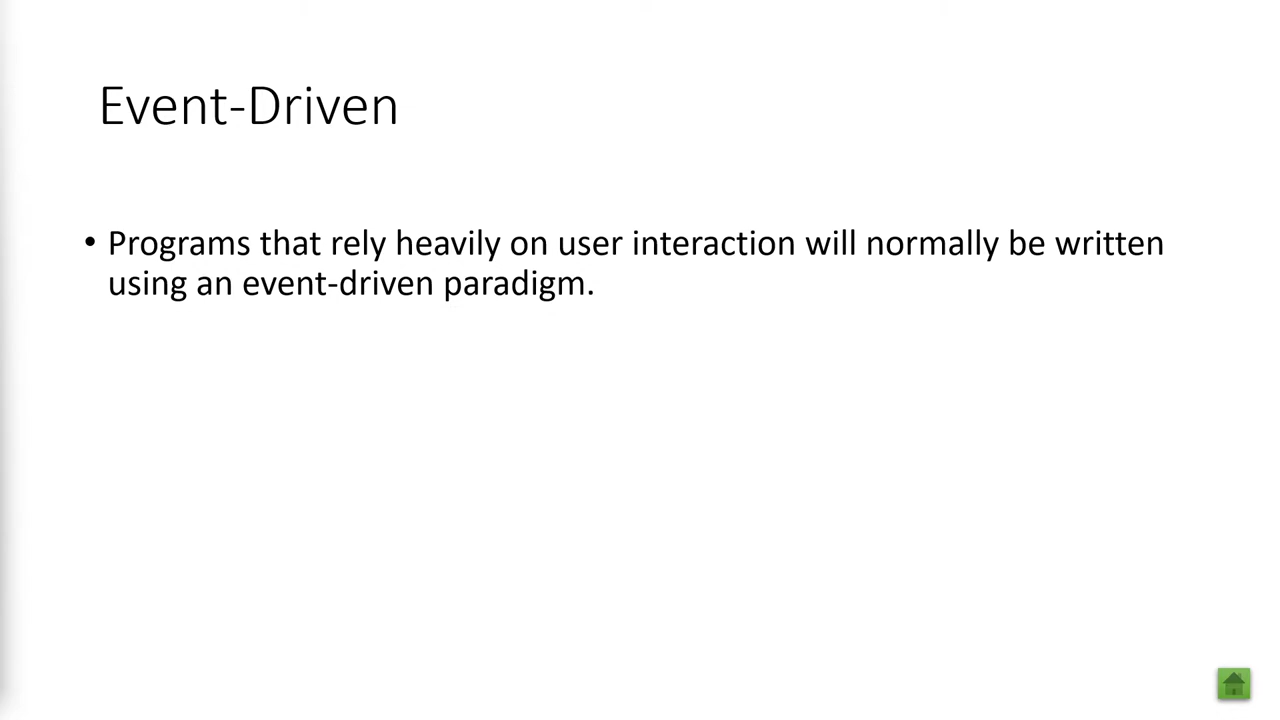 Event-Driven
• Programs that rely heavily on user interaction will normally be written
using an event-driven paradigm.